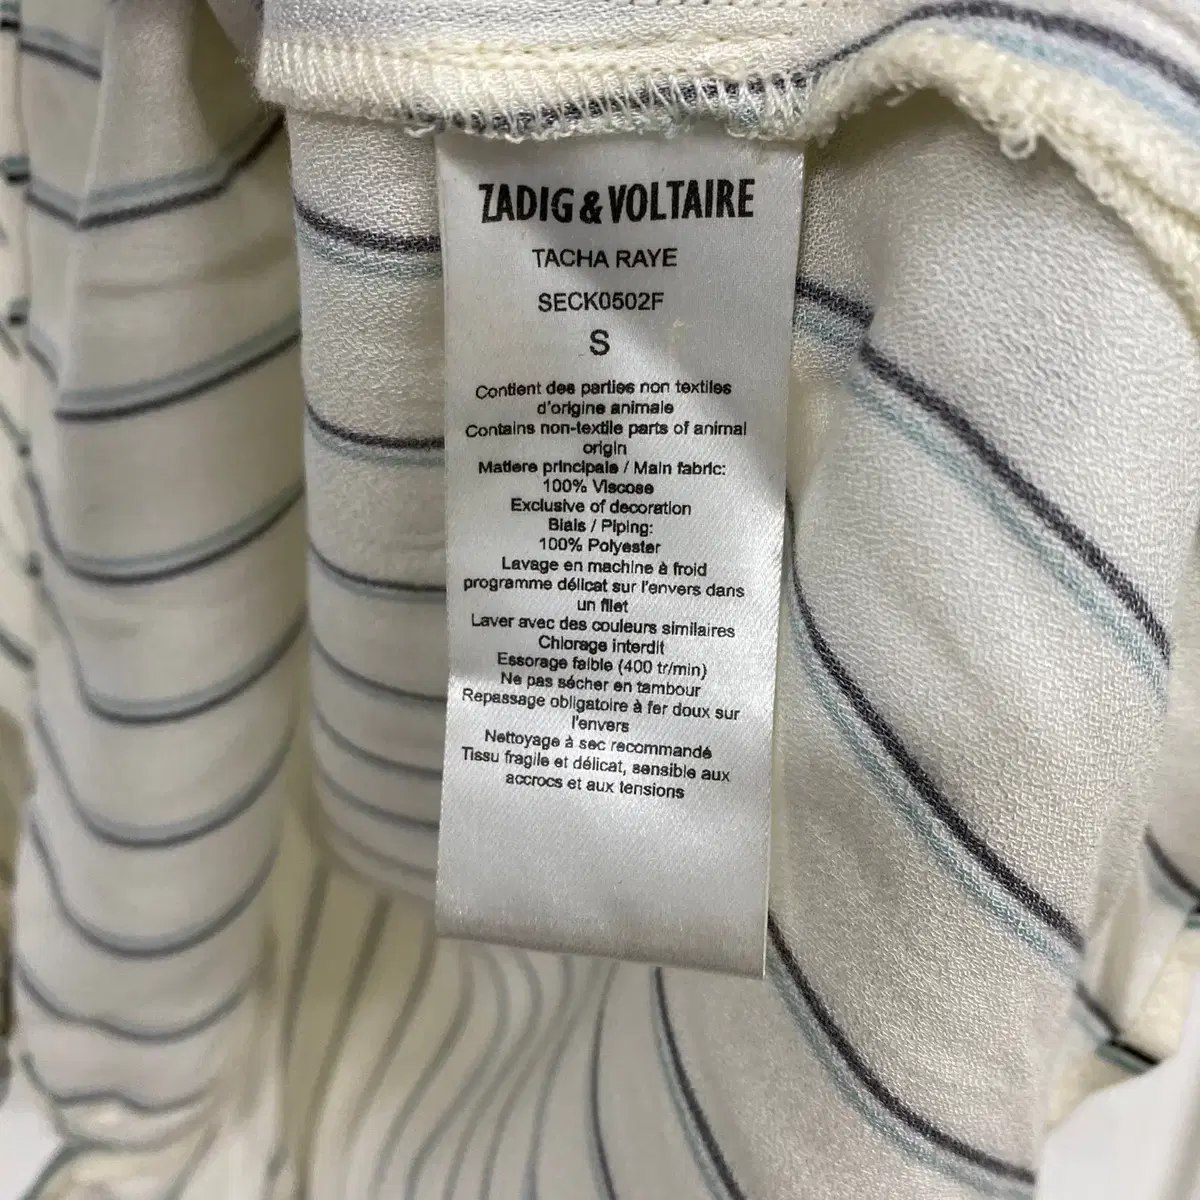 ZADIG & VOLTAIRE
TACHA RAYE
SECK0502F
S
Contient des parties non textiles
d'origine animale
Contains non-textile parts of animal
origin
Matiere principale / Main fabric:
100% Viscose
Exclusive of decoration
Biais / Piping:
100% Polyester
Lavage en machine à froid
programme délicat sur l'envers dans
un filet
Laver avec des couleurs similaires
Chlorage interdit
Essorage faible (400 tr/min)
Ne pas sécher en tambour
Repassage obligatoire à fer doux sur
l'envers
Nettoyage à sec recommandé
Tissu fragile et délicat, sensible aux
accrocs et aux tensions